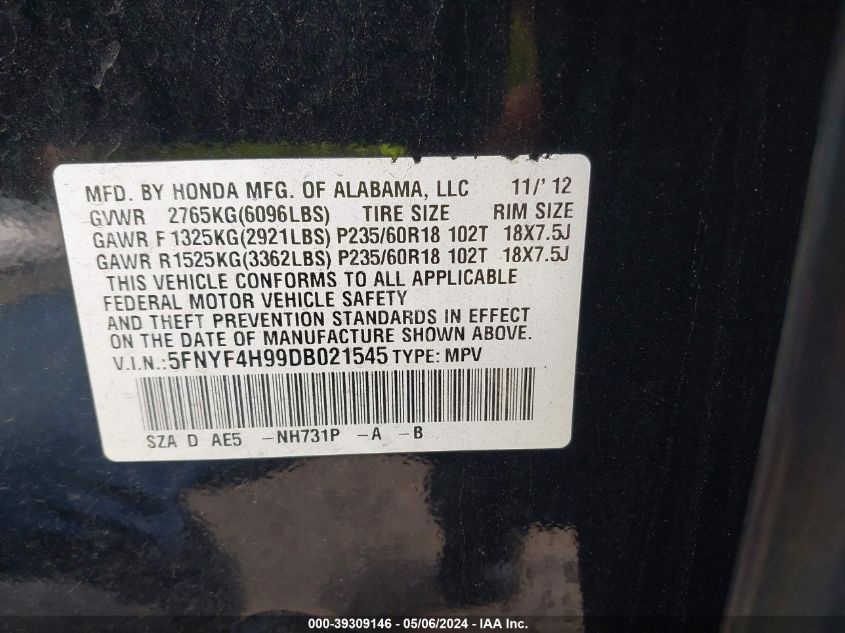 MFD. BY HONDA MFG. OF ALABAMA, LLC 11/' 12
GVWR 2765KG(6096LBS) TIRE SIZE RIM SIZE
GAWR F 1325KG(2921LBS) P235/60R18 102T 18X7.5J
GAWR R1525KG(3362LBS) P235/60R18 102T 18X7.5J
THIS VEHICLE CONFORMS TO ALL APPLICABLE
FEDERAL MOTOR VEHICLE SAFETY
AND THEFT PREVENTION STANDARDS IN EFFECT
ON THE DATE OF MANUFACTURE SHOWN ABOVE.
V.I.N.:5FNYF4H99DB021545 TYPE: MPV
SZA D AE5 -NH731P -A -B
000-39309146 - 05/06/2024 - IAA Inc.